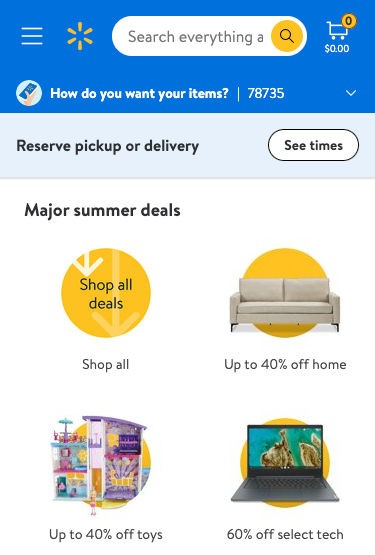 Search everything a
0
$0.00
How do you want your items? | 78735
Reserve pickup or delivery
See times
Major summer deals
Shop all
deals
Shop all
Up to 40% off home
Up to 40% off toys
60% off select tech